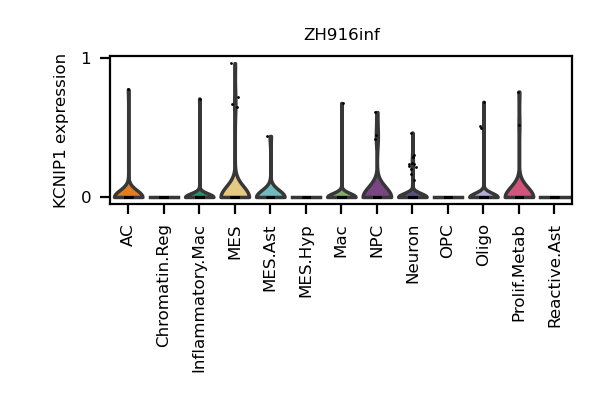 ZH916inf
KCNIP1 expression
1
0
AC
Chromatin.Reg
Inflammatory.Mac
MES
MES.Ast
MES.Hyp
Mac
NPC
Neuron
OPC
Oligo
Prolif.Metab
Reactive.Ast